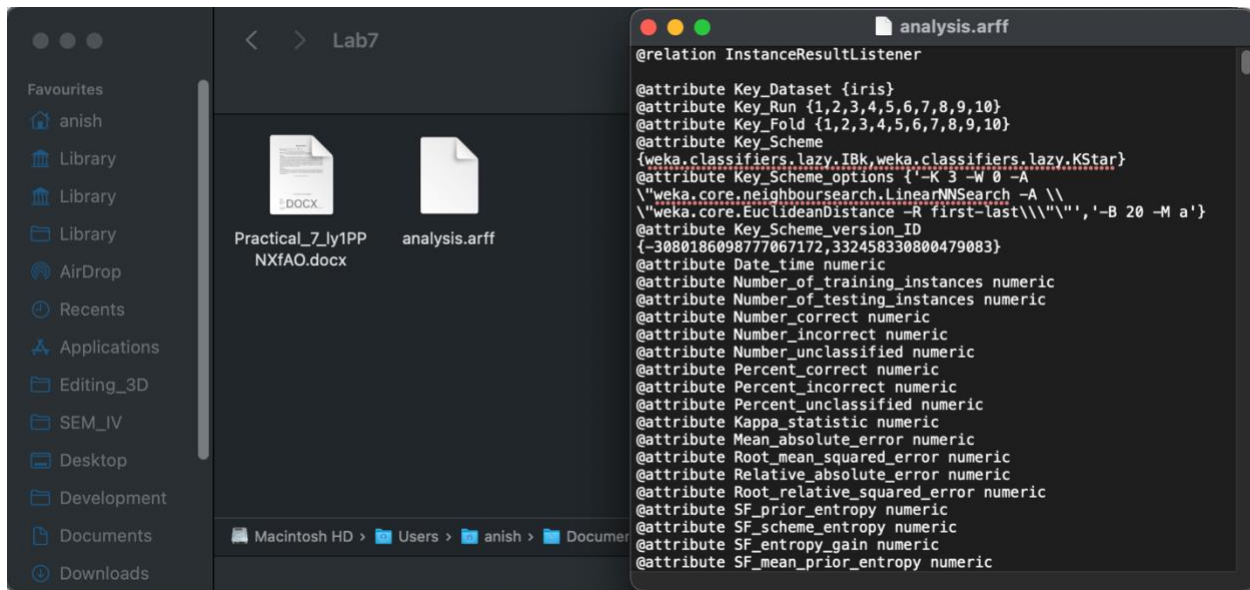 Lab7
Favourites
anish
Library
Library
Library
AirDrop
Recents
Applications
Editing_3D
SEM_IV
Desktop
Development
Documents
Downloads
DOCX
Practical_7_ly1PP
NXfAO.docx
analysis.arff
Macintosh HD > Users > anish > Documen
analysis.arff
@relation InstanceResultListener
@attribute Key_Dataset {iris}
@attribute Key_Run {1,2,3,4,5,6,7,8,9,10}
@attribute Key_Fold {1,2,3,4,5,6,7,8,9,10}
@attribute Key_Scheme
{weka.classifiers.lazy.IBk,weka.classifiers.lazy.KStar}
@attribute Key_Scheme_options {'-K 3 -W 0 -A
\"weka.core.neighboursearch.LinearNNSearch -A \\
\"weka.core.EuclideanDistance -R first-last\\\"\"','-B 20 -M a'}
@attribute Key_Scheme_version_ID
{-3080186098777067172,332458330800479083}
@attribute Date_time numeric
@attribute Number_of_training_instances numeric
@attribute Number_of_testing_instances numeric
@attribute Number_correct numeric
@attribute Number_incorrect numeric
@attribute Number_unclassified numeric
@attribute Percent_correct numeric
@attribute Percent_incorrect numeric
@attribute Percent_unclassified numeric
@attribute Kappa_statistic numeric
@attribute Mean_absolute_error numeric
@attribute Root_mean_squared_error numeric
@attribute Relative_absolute_error numeric
@attribute Root_relative_squared_error numeric
@attribute SF_prior_entropy numeric
@attribute SF_scheme_entropy numeric
@attribute SF_entropy_gain numeric
@attribute SF_mean_prior_entropy numeric